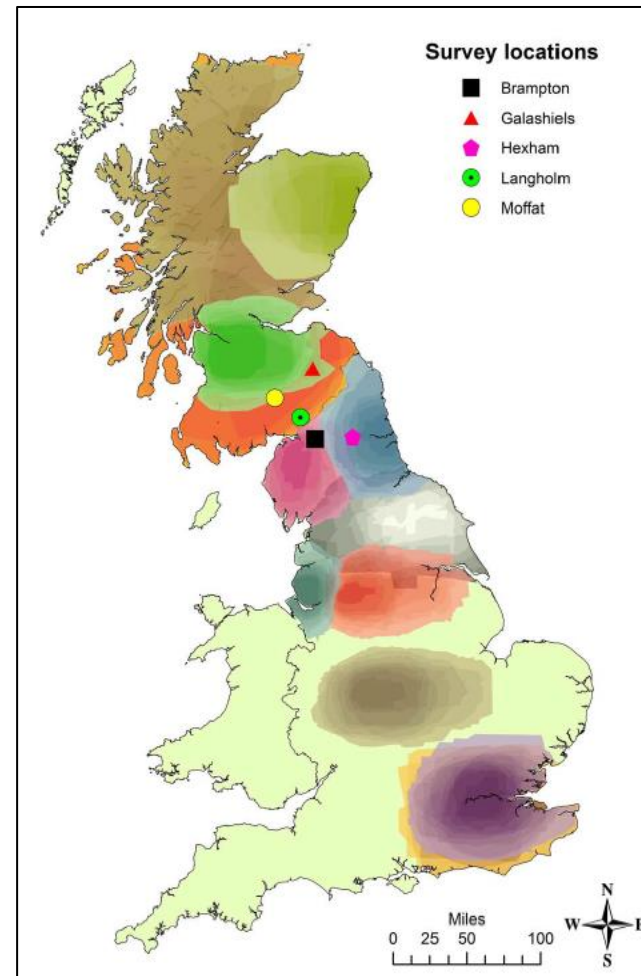 Survey locations
Brampton
Galashiels
Hexham
Langholm
Moffat
N
W E
S
Miles
0 25 50 100